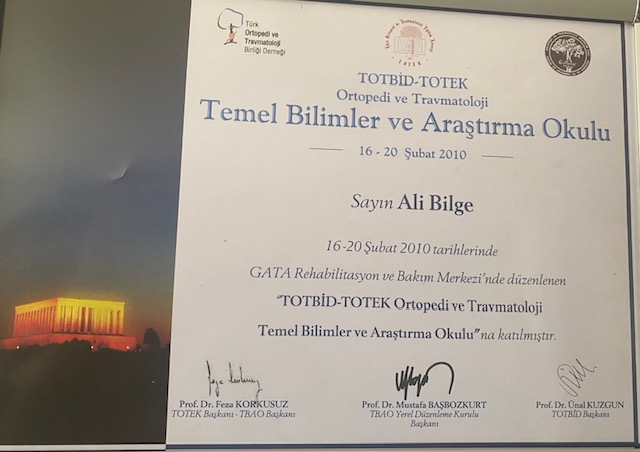 Türk
Ortopedi ve
Travmatoloji
Birliği Derneği
TOTEK
TOTBİD-TOTEK
Ortopedi ve Travmatoloji
Temel Bilimler ve Araştırma Okulu
16 - 20 Şubat 2010
Sayın Ali Bilge
16-20 Şubat 2010 tarihlerinde
GATA Rehabilitasyon ve Bakım Merkezi'nde düzenlenen
"TOTBİD-TOTEK Ortopedi ve Travmatoloji
Temel Bilimler ve Araştırma Okulu"na katılmıştır.
Prof. Dr. Feza KORKUSUZ
TOTEK Başkanı - TBAO Başkanı
Prof. Dr. Mustafa BAŞBOZKURT
TBAO Yerel Düzenleme Kurulu
Başkanı
Prof. Dr. Ünal KUZGUN
TOTBİD Başkanı